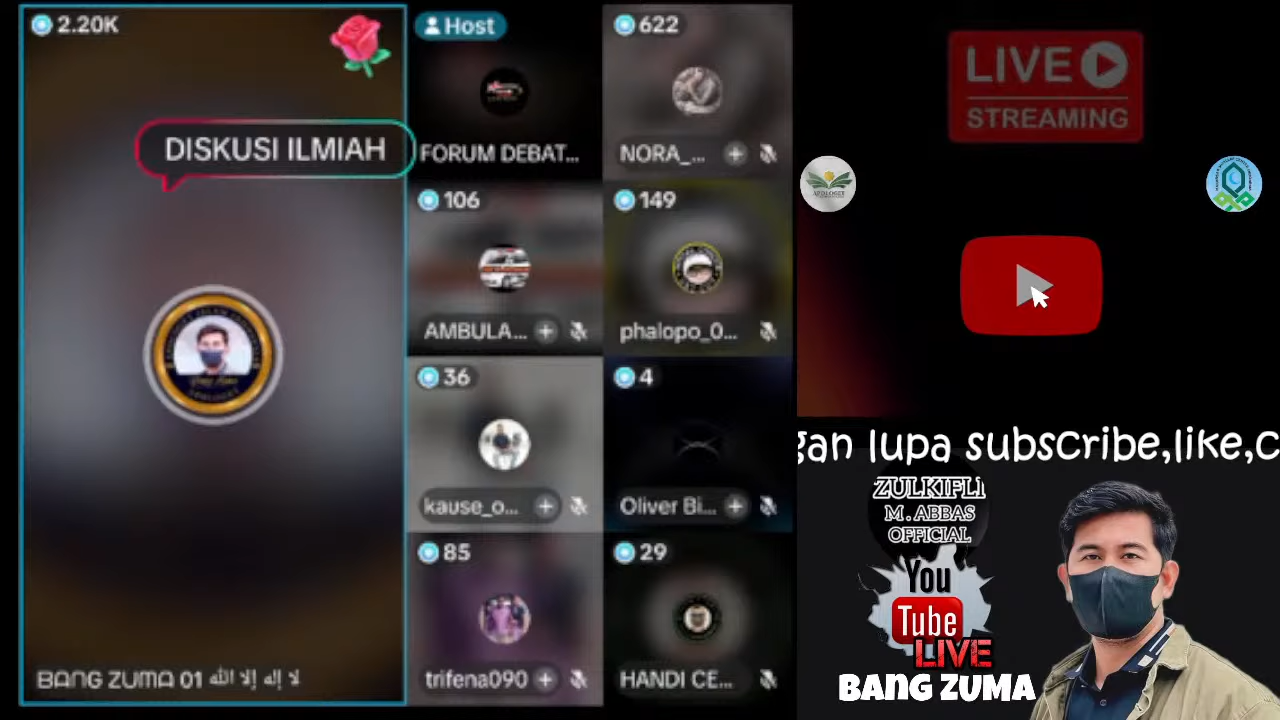 2.20K
DISKUSI ILMIAH
BANG ZUMA 01 لا إله إلا الله
Host
FORUM DEBAT...
622
NORA_...
106
AMBULA...
149
phalopo_0...
36
kause_o...
4
Oliver Bi...
85
trifena090
29
HANDI CE...
LIVE
STREAMING
gan lupa subscribe,like,c
ZULKIFLI
M. ABBAS
OFFICIAL
You
Tube
LIVE
BANG ZUMA